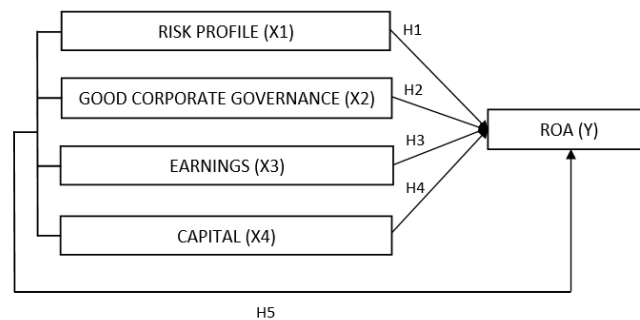 RISK PROFILE (X1)
H1
GOOD CORPORATE GOVERNANCE (X2)
H2
ROA (Y)
H3
EARNINGS (X3)
H4
CAPITAL (X4)
H5